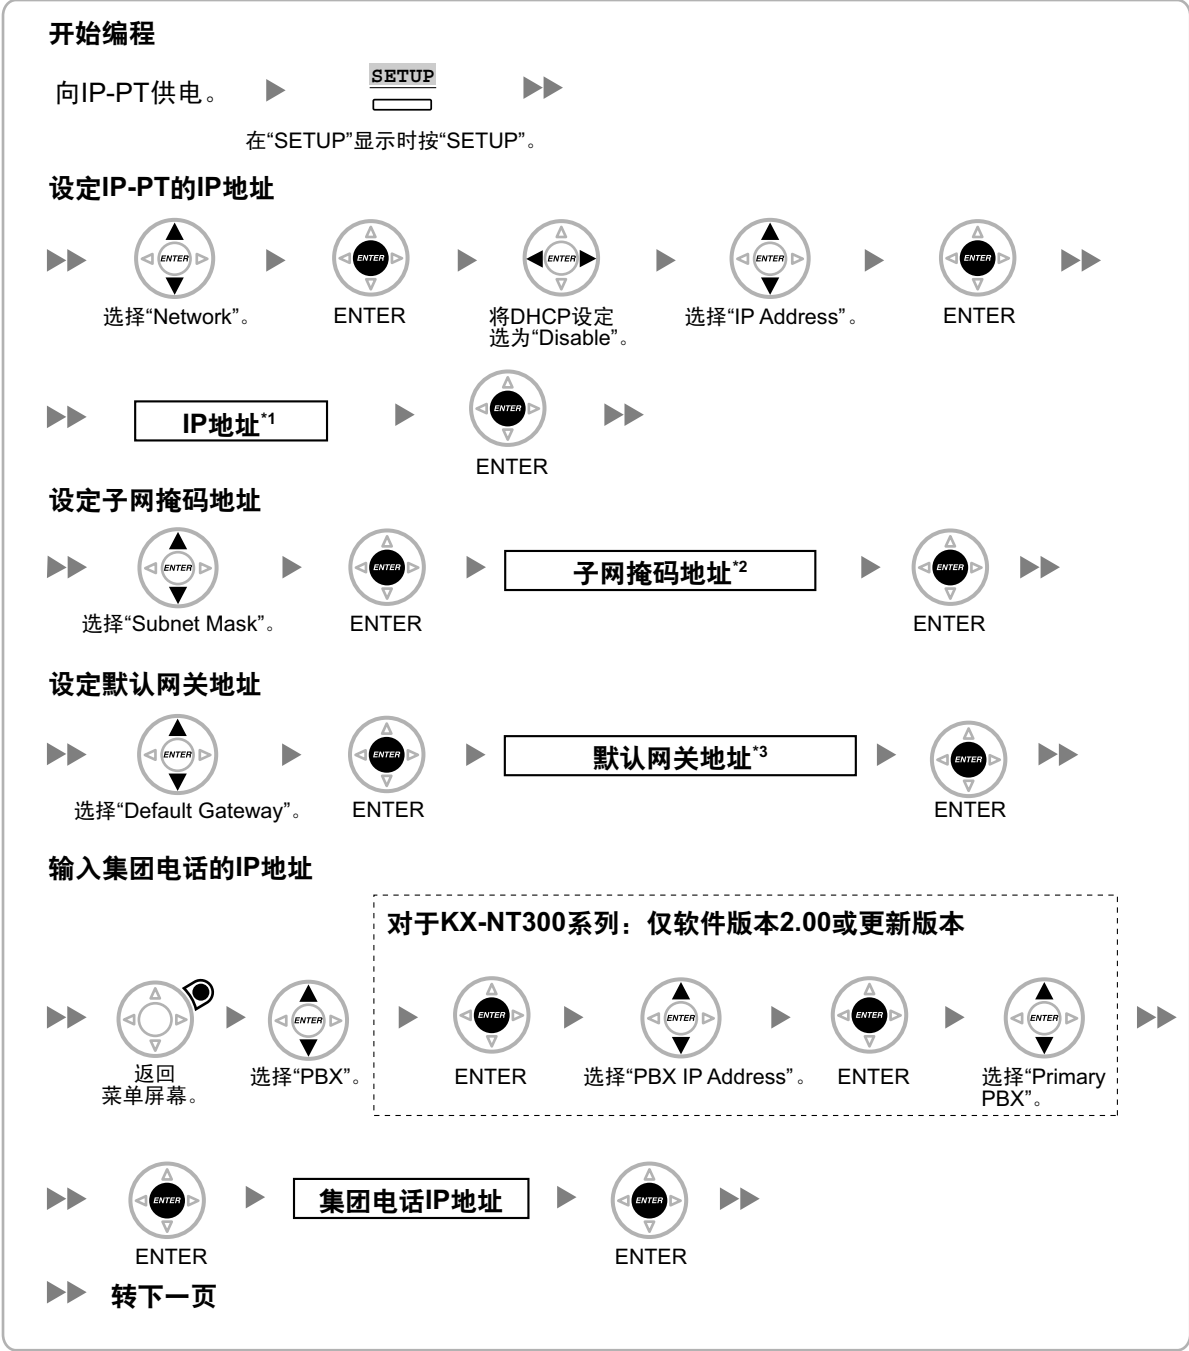 开始编程
向IP-PT供电。
SETUP
在“SETUP”显示时按“SETUP”。
设定IP-PT的IP地址
ENTER ENTER ENTER ENTER ENTER
选择“Network”。 ENTER 将DHCP设定 选择“IP Address”。 ENTER
选为“Disable”。
IP地址*1 ENTER
ENTER
设定子网掩码地址
ENTER ENTER 子网掩码地址*2 ENTER
选择“Subnet Mask”。 ENTER ENTER
设定默认网关地址
ENTER ENTER 默认网关地址*3 ENTER
选择“Default Gateway”。 ENTER ENTER
输入集团电话的IP地址
对于KX-NT300系列：仅软件版本2.00或更新版本
ENTER ENTER ENTER ENTER ENTER
返回 选择“PBX”。 ENTER 选择“PBX IP Address”。 ENTER 选择“Primary
菜单屏幕。 PBX”。
ENTER 集团电话IP地址 ENTER
ENTER ENTER
转下一页